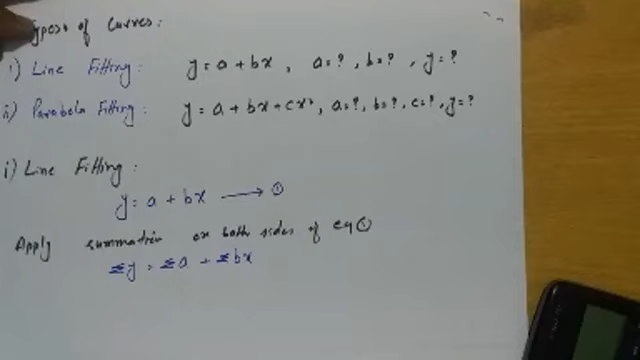 Types of Curves:
i) Line Fitting: y = a + bx, a=?, b=?, y=?
ii) Parabola Fitting: y = a + bx + cx², a=?, b=?, c=?, y=?
i) Line Fitting:
y = a + bx → ①
Apply summation on both sides of eq ①
Σy = Σa + Σbx